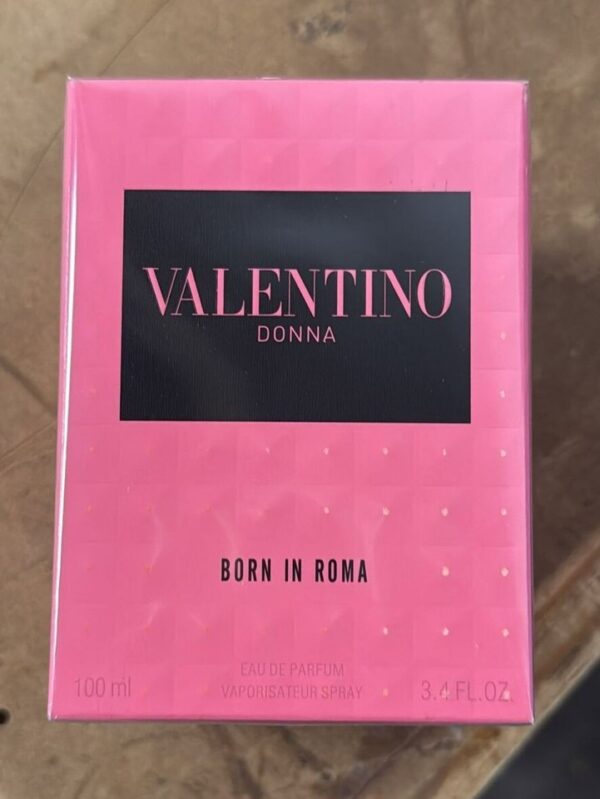 VALENTINO
DONNA
BORN IN ROMA
EAU DE PARFUM
100 ml VAPORISATEUR SPRAY 3.4 FL.OZ.